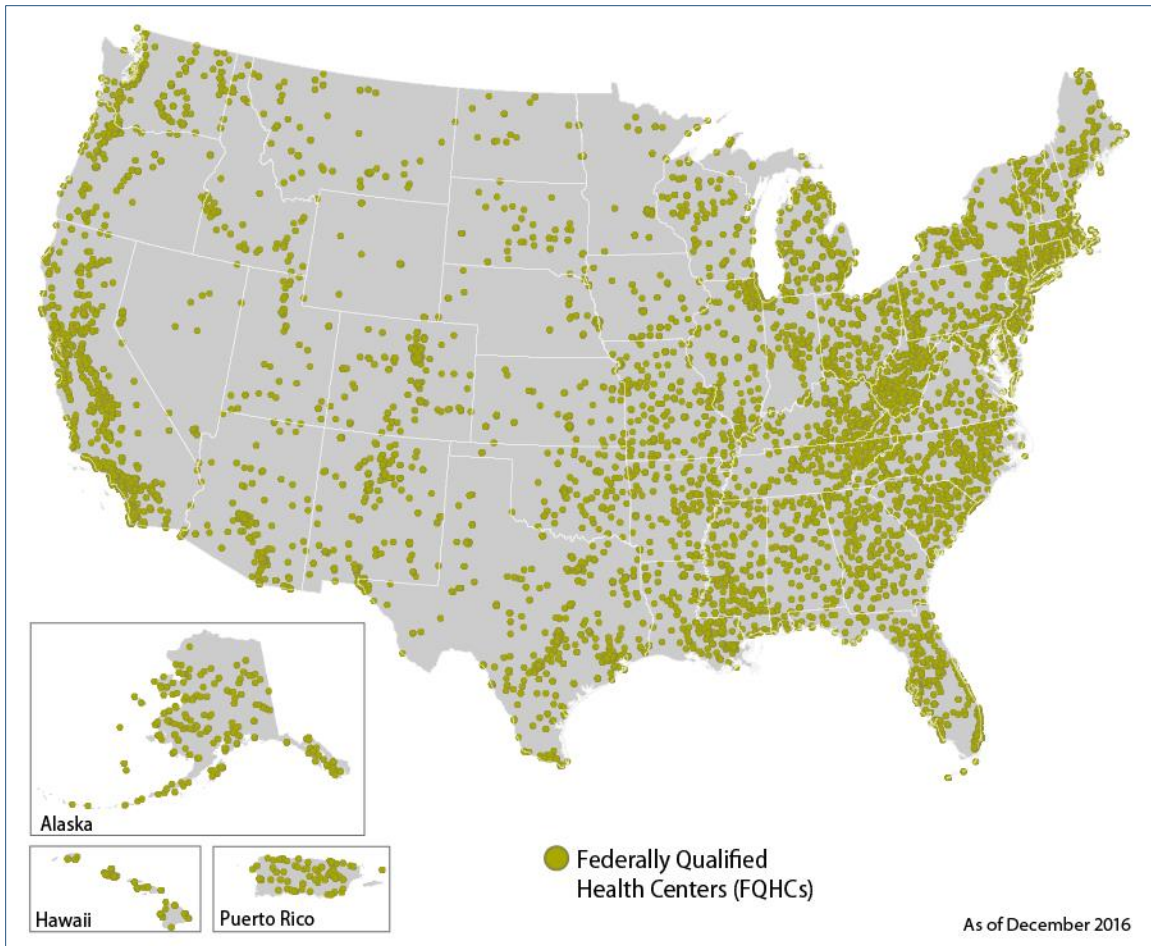 Alaska
Hawaii
Puerto Rico
Federally Qualified
Health Centers (FQHCs)
As of December 2016